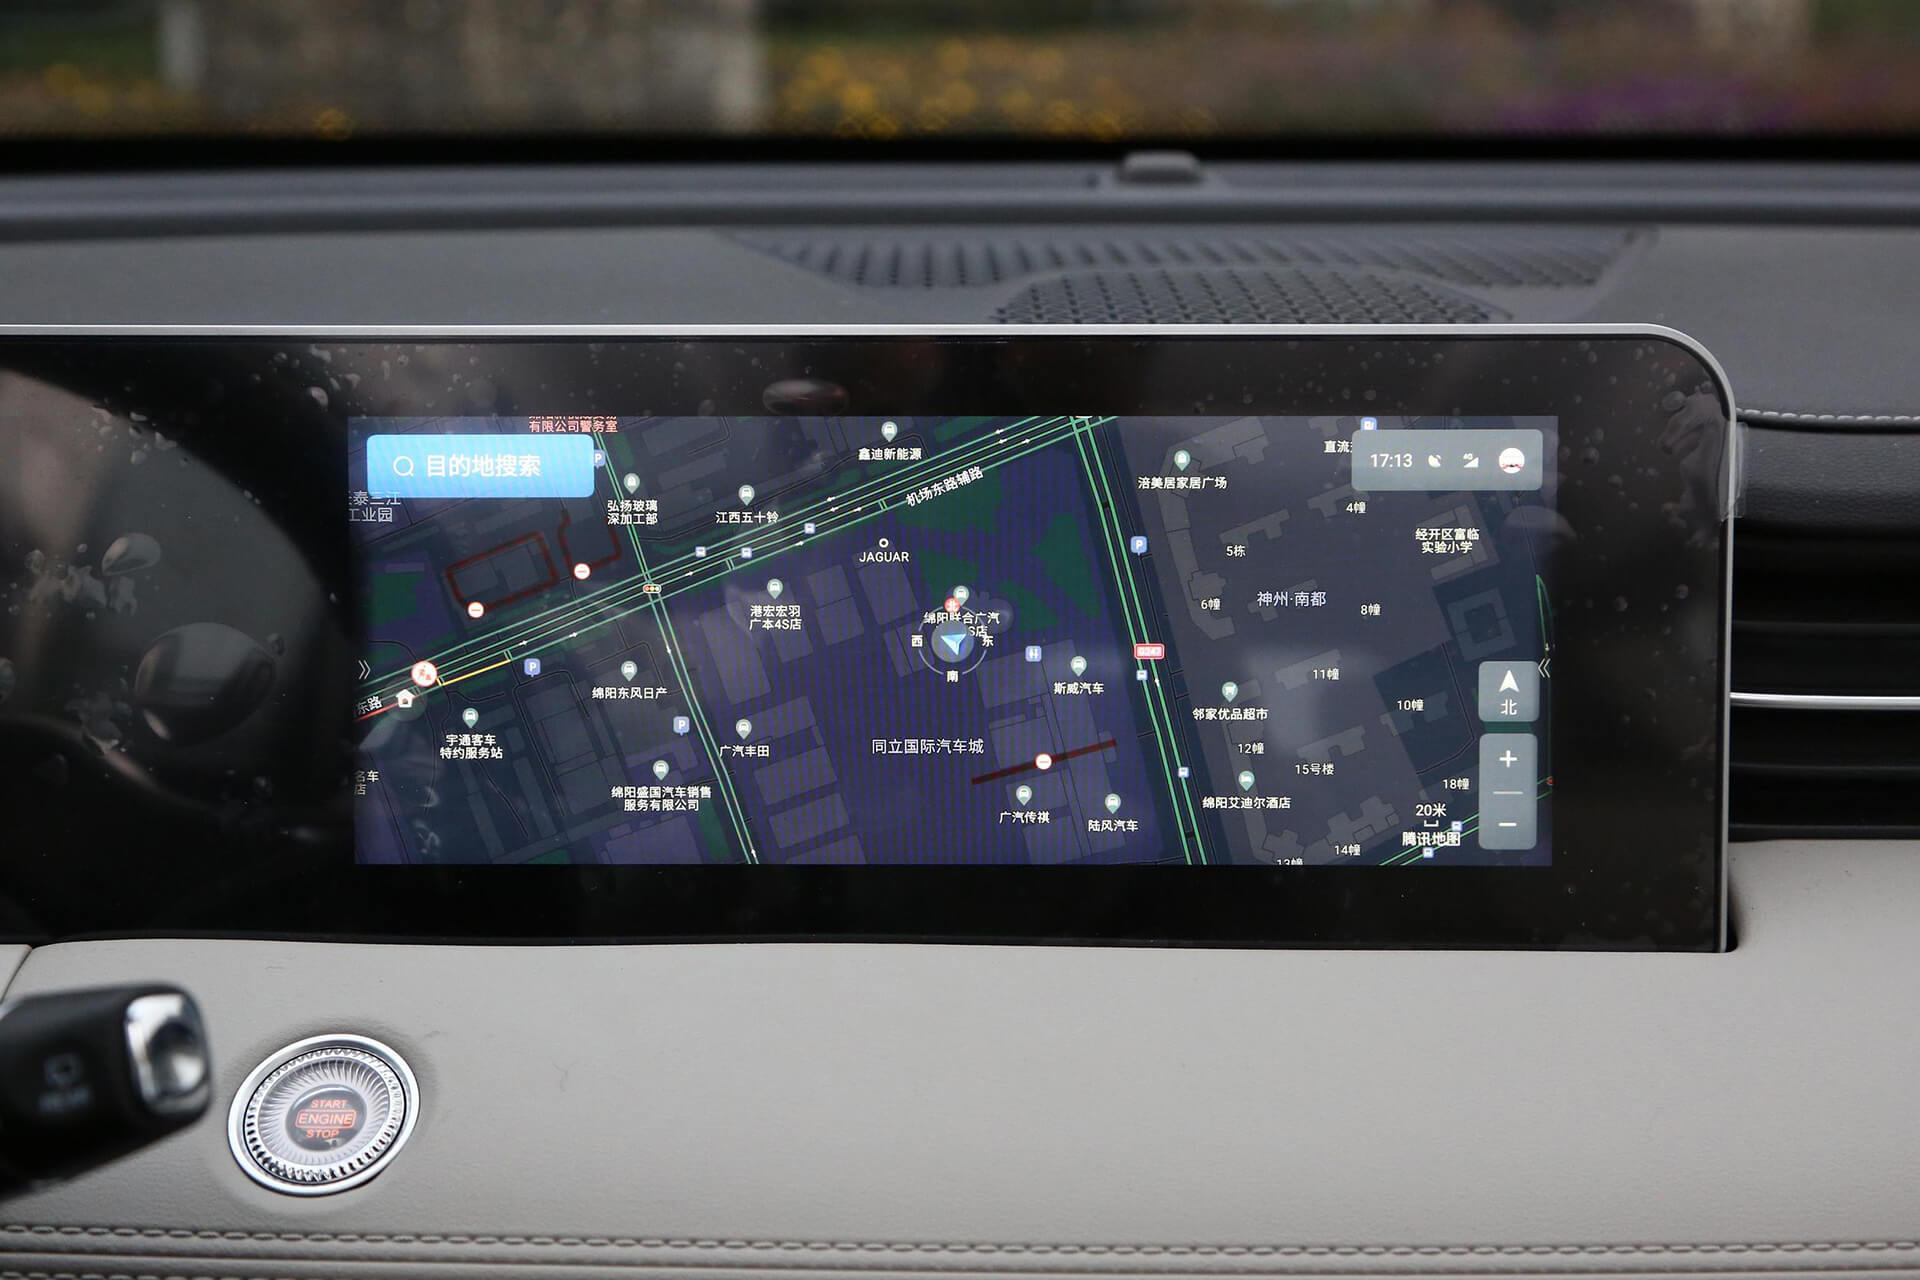 有限公司警务室
目的地搜索
泰三江
工业园
鑫迪新能源
弘扬玻璃
深加工部
江西五十铃
机场东路辅路
涪美居家居广场
直流
17:13
4G
4幢
经开区富临
实验小学
5栋
JAGUAR
港宏宏羽
广本4S店
6幢
神州·南都
8幢
北
绵阳联合广汽
S店
西
东
南
斯威汽车
G242
绵阳东风日产
11幢
10幢
北
东路
邻家优品超市
宇通客车
特约服务站
广汽丰田
同立国际汽车城
12幢
15号楼
名车
店
绵阳盛国汽车销售
服务有限公司
广汽传祺
陆风汽车
绵阳艾迪尔酒店
18幢
20米
腾讯地图
14幢
13幢
P
P
P
P
START
ENGINE
STOP